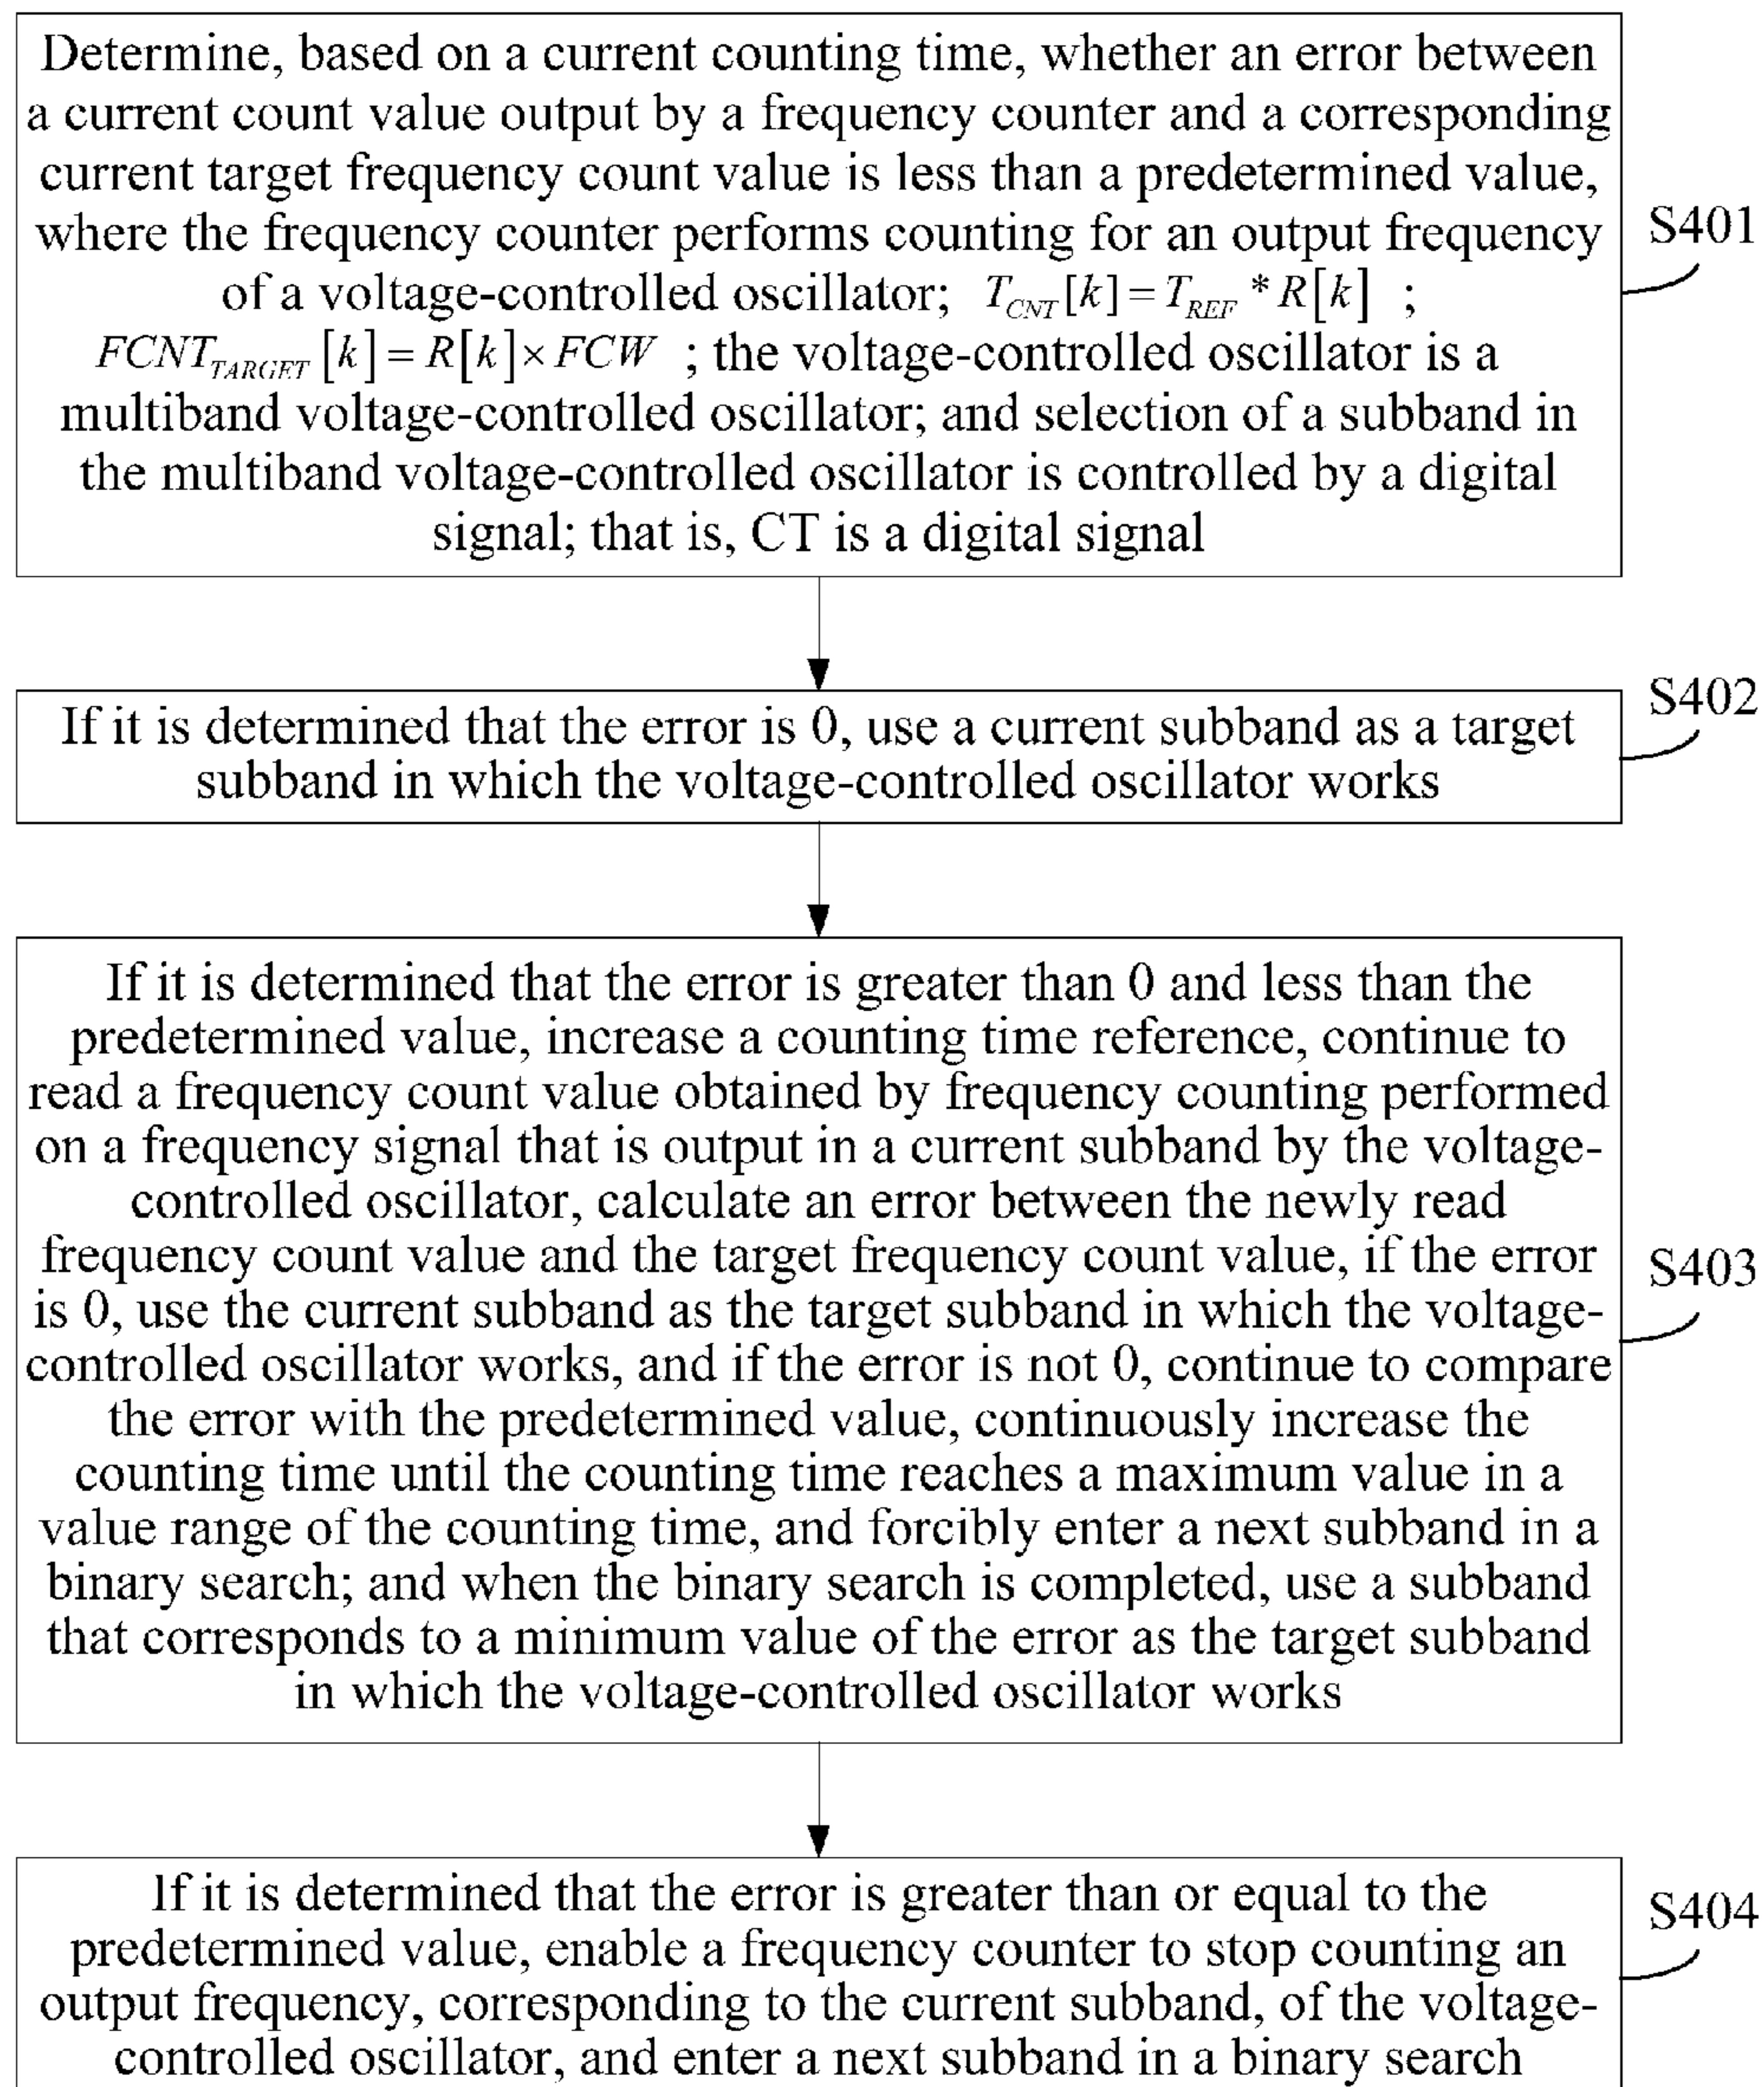 Determine, based on a current counting time, whether an error between
a current count value output by a frequency counter and a corresponding
current target frequency count value is less than a predetermined value,
where the frequency counter performs counting for an output frequency
of a voltage-controlled oscillator; T_CNT[k]=T_REF*R[k] ;
FCNT_TARGET[k]=R[k]×FCW ; the voltage-controlled oscillator is a
multiband voltage-controlled oscillator; and selection of a subband in
the multiband voltage-controlled oscillator is controlled by a digital
signal; that is, CT is a digital signal
S401
If it is determined that the error is 0, use a current subband as a target
subband in which the voltage-controlled oscillator works
S402
If it is determined that the error is greater than 0 and less than the
predetermined value, increase a counting time reference, continue to
read a frequency count value obtained by frequency counting performed
on a frequency signal that is output in a current subband by the voltage-
controlled oscillator, calculate an error between the newly read
frequency count value and the target frequency count value, if the error
is 0, use the current subband as the target subband in which the voltage-
controlled oscillator works, and if the error is not 0, continue to compare
the error with the predetermined value, continuously increase the
counting time until the counting time reaches a maximum value in a
value range of the counting time, and forcibly enter a next subband in a
binary search; and when the binary search is completed, use a subband
that corresponds to a minimum value of the error as the target subband
in which the voltage-controlled oscillator works
S403
If it is determined that the error is greater than or equal to the
predetermined value, enable a frequency counter to stop counting an
output frequency, corresponding to the current subband, of the voltage-
controlled oscillator, and enter a next subband in a binary search
S404